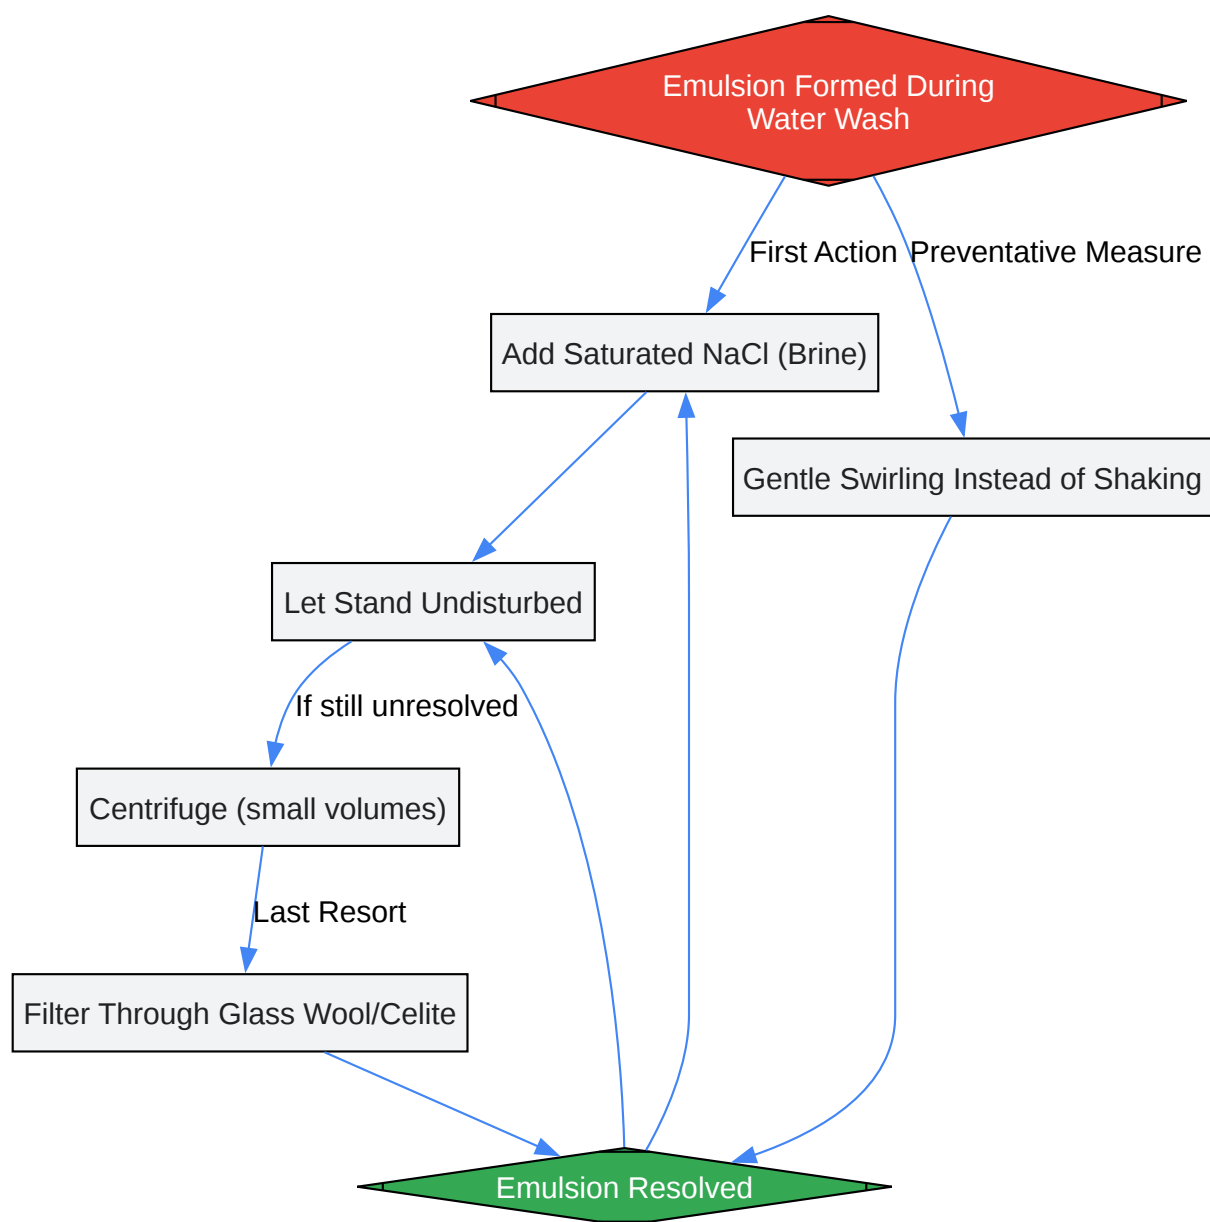 Emulsion Formed During
Water Wash
First Action
Preventative Measure
Add Saturated NaCl (Brine)
Gentle Swirling Instead of Shaking
Let Stand Undisturbed
If still unresolved
Centrifuge (small volumes)
Last Resort
Filter Through Glass Wool/Celite
Emulsion Resolved